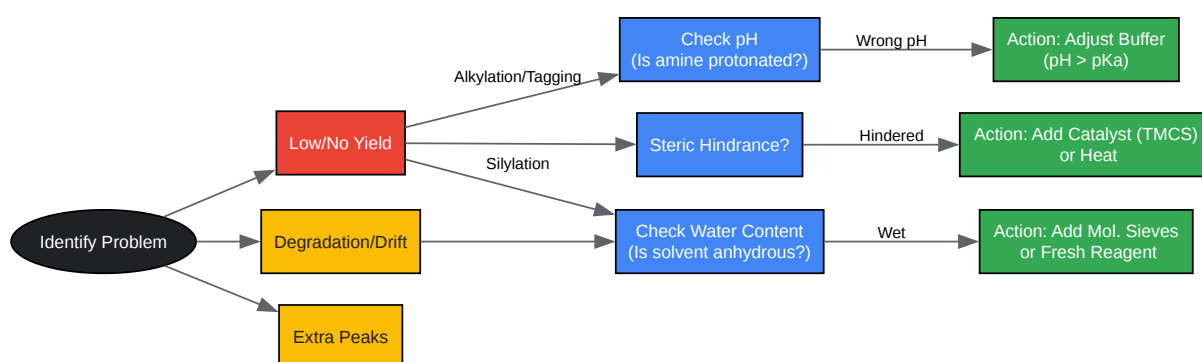 Identify Problem
Low/No Yield
Degradation/Drift
Extra Peaks
Alkylation/Tagging
Silylation
Check pH
(Is amine protonated?)
Steric Hindrance?
Check Water Content
(Is solvent anhydrous?)
Wrong pH
Hindered
Wet
Action: Adjust Buffer
(pH > pKa)
Action: Add Catalyst (TMCS)
or Heat
Action: Add Mol. Sieves
or Fresh Reagent